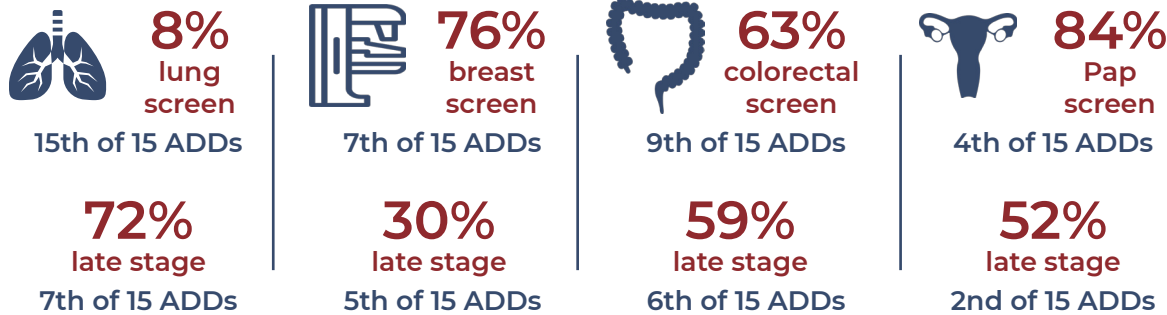 8%
lung
screen
15th of 15 ADDs
72%
late stage
7th of 15 ADDs
76%
breast
screen
7th of 15 ADDs
30%
late stage
5th of 15 ADDs
63%
colorectal
screen
9th of 15 ADDs
59%
late stage
6th of 15 ADDs
84%
Pap
screen
4th of 15 ADDs
52%
late stage
2nd of 15 ADDs